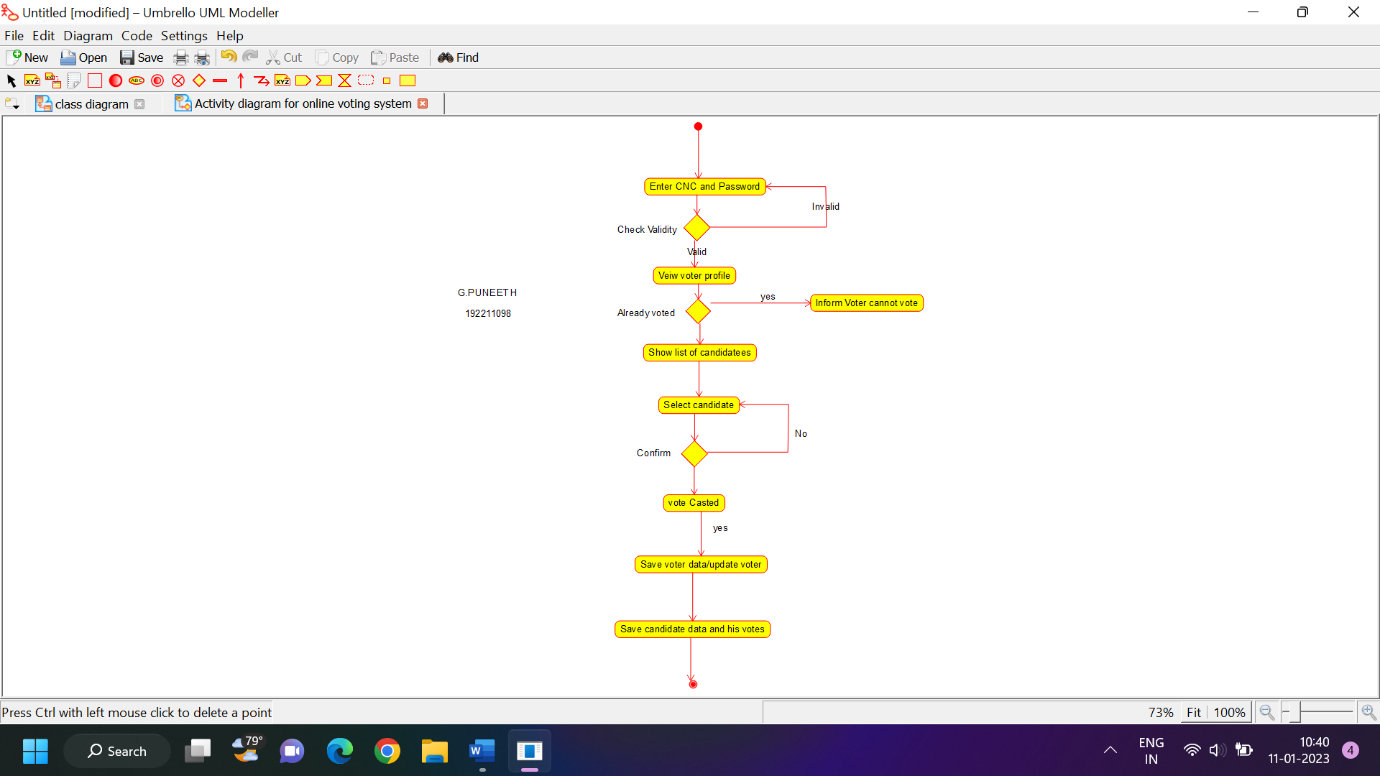 Untitled [modified] – Umbrello UML Modeller
File Edit Diagram Code Settings Help
New Open Save Cut Copy Paste Find
XYZ ABC XYZ
class diagram Activity diagram for online voting system
Enter CNC and Password
Invalid
Check Validity
Valid
Veiw voter profile
G.PUNEETH
yes
Inform Voter cannot vote
192211098
Already voted
Show list of candidatees
Select candidate
No
Confirm
vote Casted
yes
Save voter data/update voter
Save candidate data and his votes
Press Ctrl with left mouse click to delete a point
73% Fit 100%
79°
Search
W
ENG
IN
10:40
11-01-2023
4